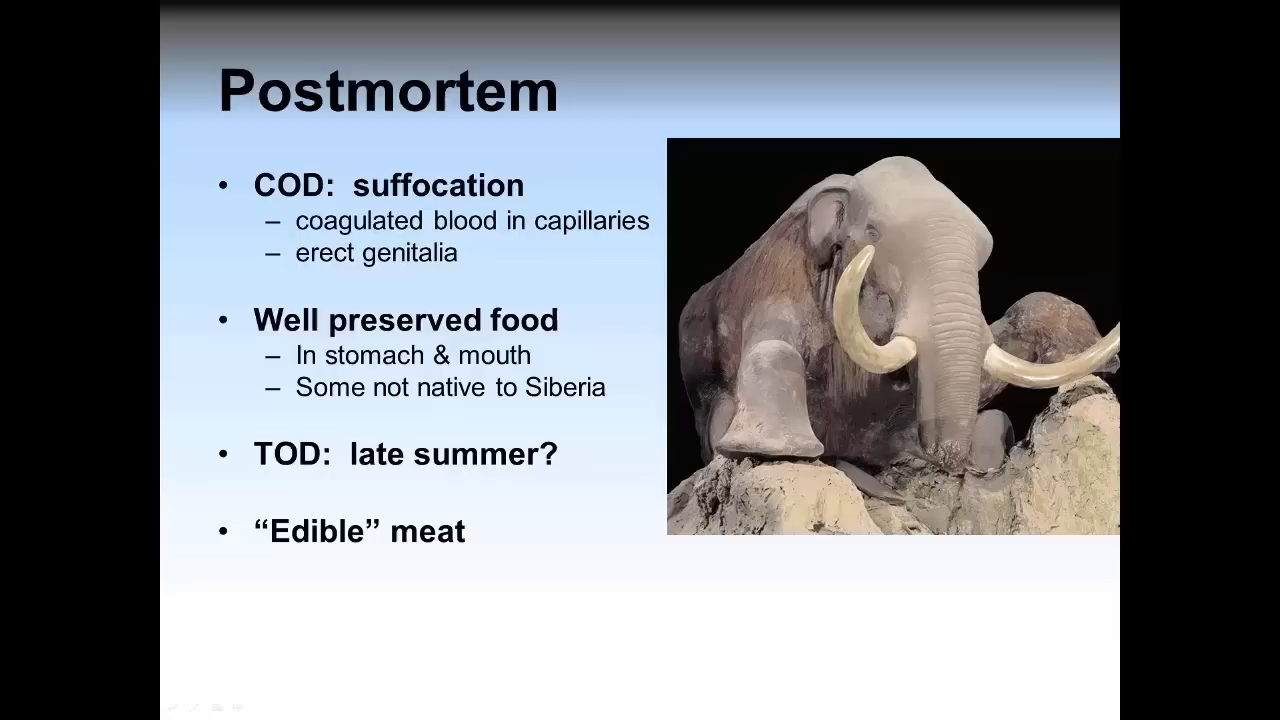 Postmortem
• COD: suffocation
– coagulated blood in capillaries
– erect genitalia
• Well preserved food
– In stomach & mouth
– Some not native to Siberia
• TOD: late summer?
• “Edible” meat